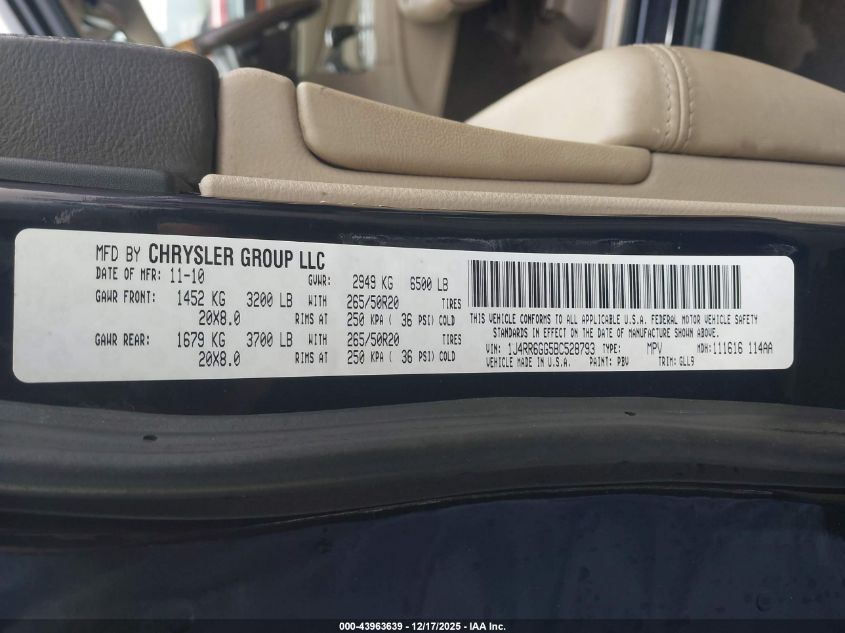 MFD BY CHRYSLER GROUP LLC
DATE OF MFR: 11-10 GVWR: 2949 KG 6500 LB
GAWR FRONT: 1452 KG 3200 LB WITH 265/50R20 TIRES
20X8.0 RIMS AT 250 KPA ( 36 PSI) COLD
GAWR REAR: 1679 KG 3700 LB WITH 265/50R20 TIRES
20X8.0 RIMS AT 250 KPA ( 36 PSI) COLD
THIS VEHICLE CONFORMS TO ALL APPLICABLE U.S.A. FEDERAL MOTOR VEHICLE SAFETY
STANDARDS IN EFFECT ON THE DATE OF MANUFACTURE SHOWN ABOVE.
VIN: 1J4RR6GG5BC528793 TYPE: MPV MDH: 111616 114AA
VEHICLE MADE IN U.S.A. PAINT: PBV TRIM: GLL9
000-43963639 - 12/17/2025 - IAA Inc.